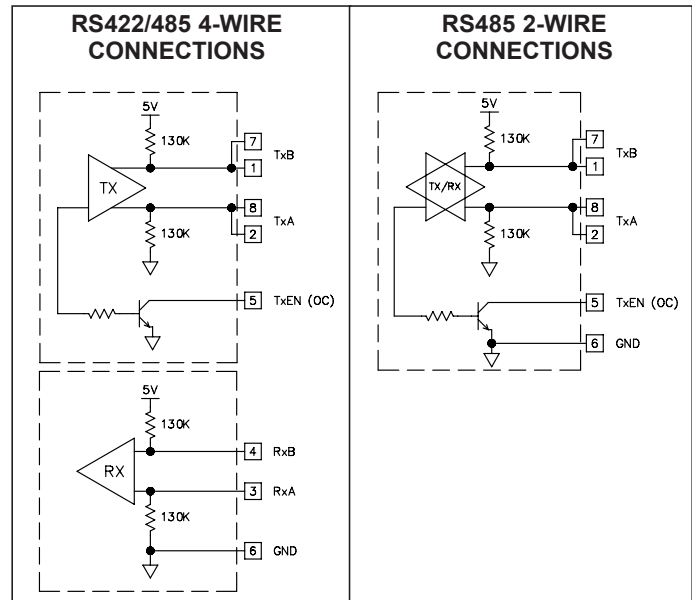 RS422/485 4-WIRE
CONNECTIONS
5V
130K
7
TxB
1
TX
8
TxA
130K
2
5 TxEN (OC)
5V
130K
4 RxB
RX
3 RxA
130K
6 GND
RS485 2-WIRE
CONNECTIONS
5V
130K
7
TxB
1
TX/RX
8
TxA
130K
2
5 TxEN (OC)
6 GND